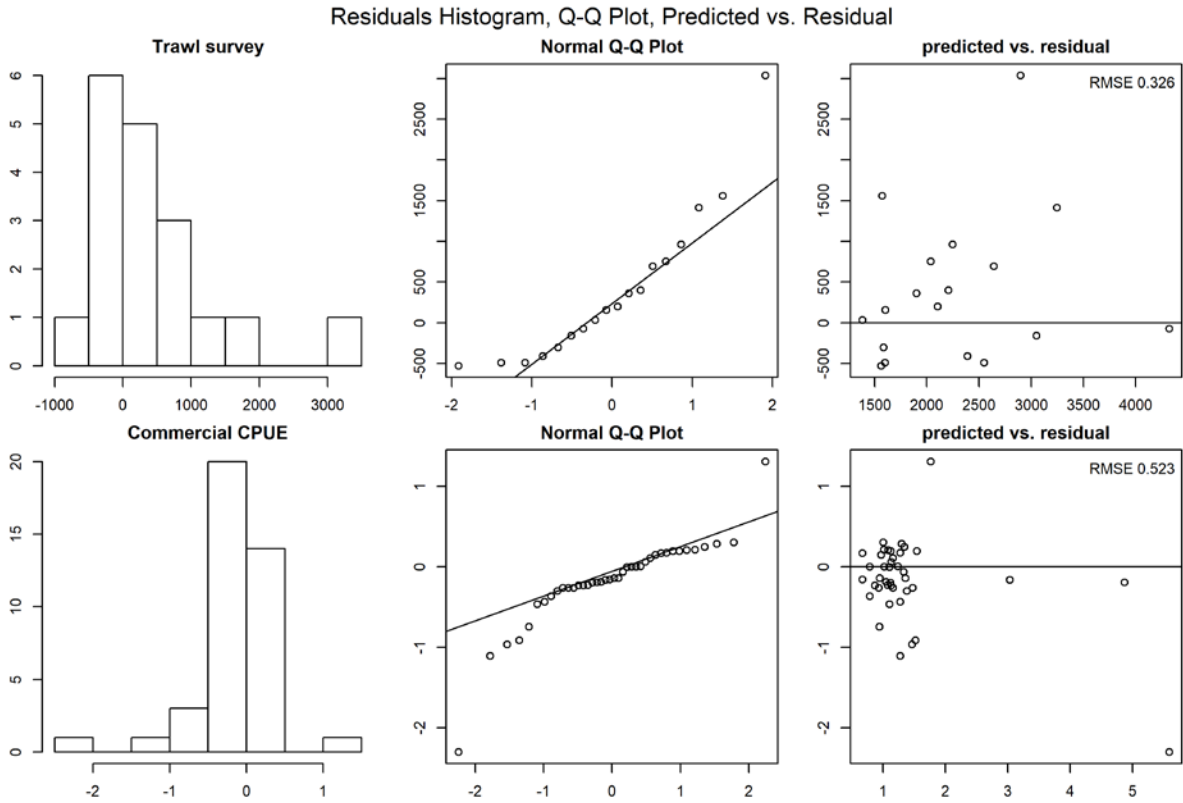 Residuals Histogram, Q-Q Plot, Predicted vs. Residual
Trawl survey
Normal Q-Q Plot
predicted vs. residual
6
5
4
3
2
1
0
-1000 0 1000 2000 3000
2500
1500
500
0
-500
-2 -1 0 1 2
RMSE 0.326
2500
1500
500
0
-500
1500 2000 2500 3000 3500 4000
Commercial CPUE
Normal Q-Q Plot
predicted vs. residual
20
15
10
5
0
-2 -1 0 1
1
0
-1
-2
-2 -1 0 1 2
RMSE 0.523
1
0
-1
-2
1 2 3 4 5